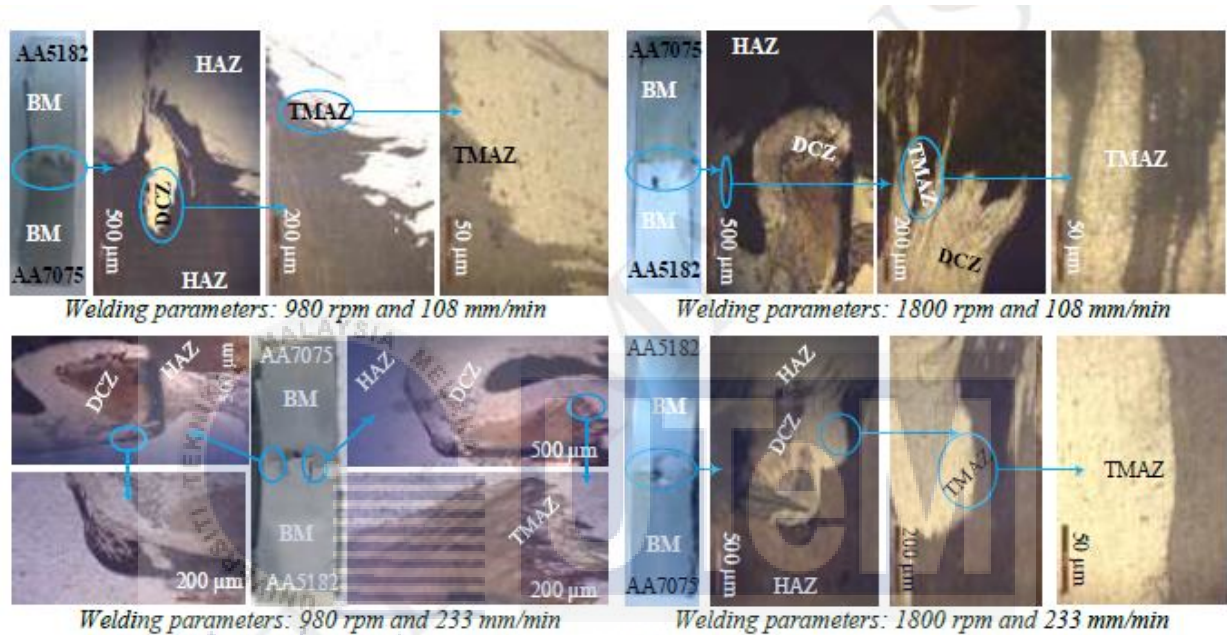 AA5182
BM
BM
AA7075
HAZ
DCZ
500 µm
HAZ
TMAZ
200 µm
TMAZ
50 µm
Welding parameters: 980 rpm and 108 mm/min
AA7075
BM
BM
AA5182
HAZ
DCZ
500 µm
TMAZ
DCZ
200 µm
TMAZ
50 µm
Welding parameters: 1800 rpm and 108 mm/min
DCZ
HAZ
500 µm
200 µm
AA7075
BM
BM
AA5182
HAZ
DCZ
500 µm
TMAZ
200 µm
Welding parameters: 980 rpm and 233 mm/min
AA5182
BM
BM
AA7075
HAZ
DCZ
500 µm
HAZ
TMAZ
200 µm
TMAZ
50 µm
Welding parameters: 1800 rpm and 233 mm/min
MALAYSIA
UTeM